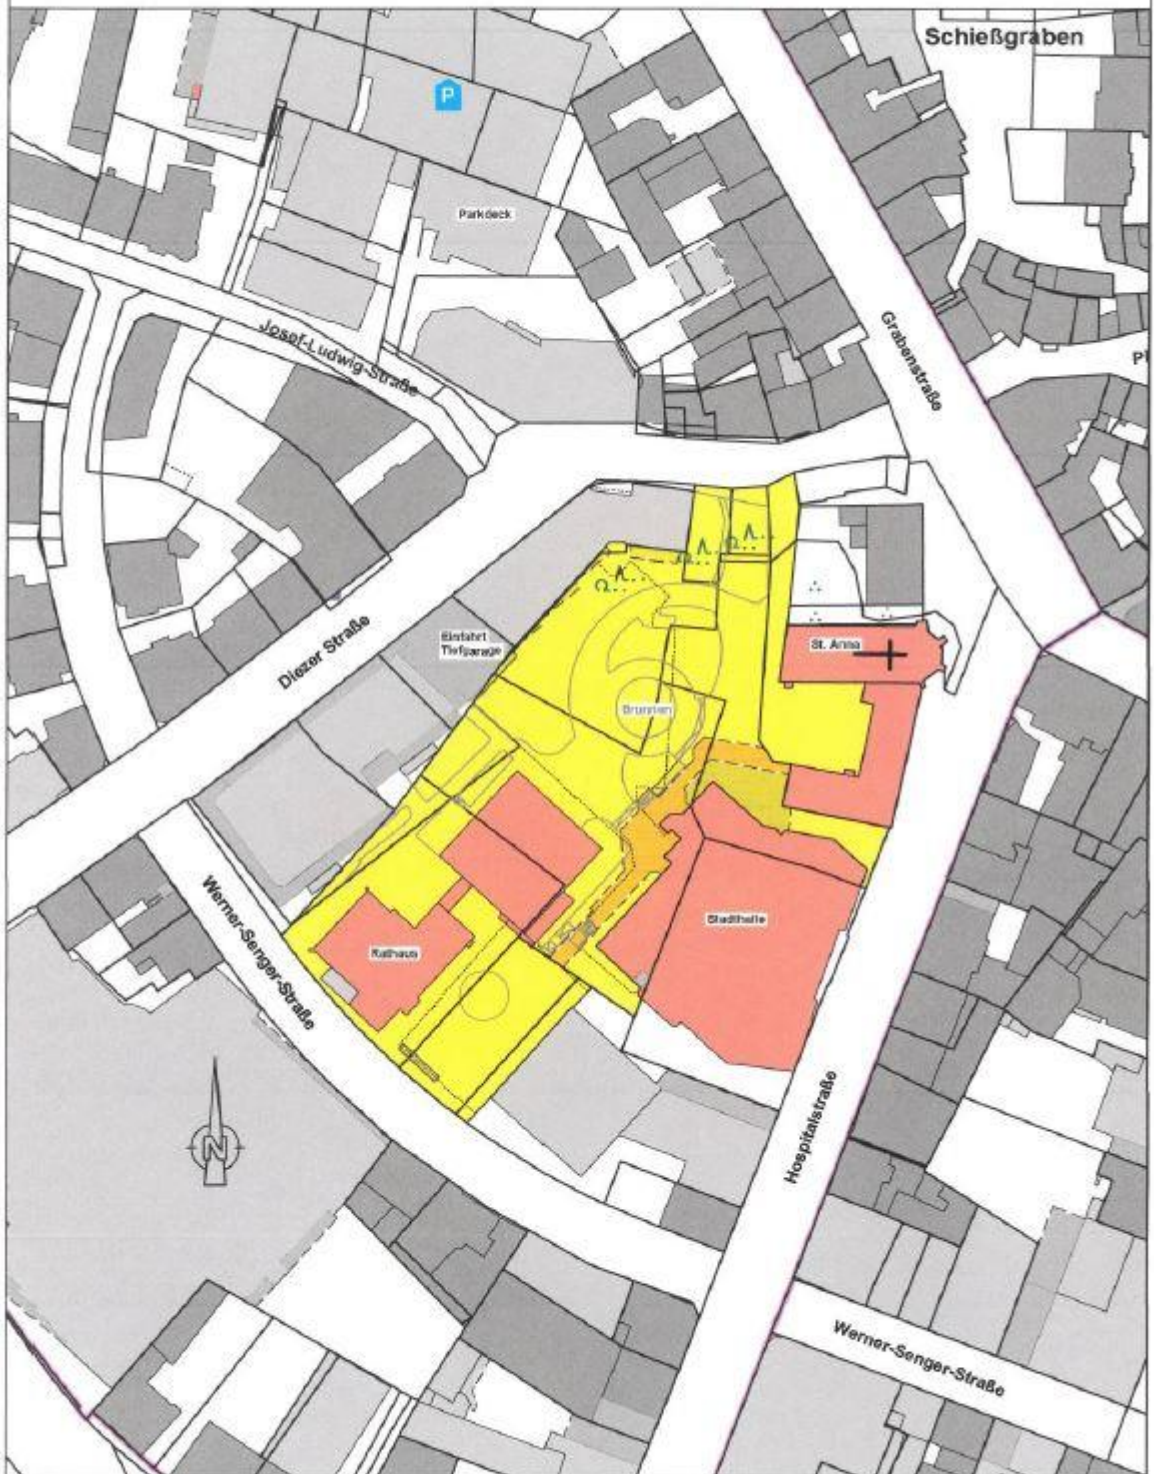 Schießgraben
P
Parkdeck
Josef-Ludwig-Straße
Grabenstraße
Einfahrt
Tiefgarage
St. Anna
Diezer Straße
Brunnen
Werner-Senger-Straße
Stadthalle
Rathaus
N
Hospitalstraße
Werner-Senger-Straße